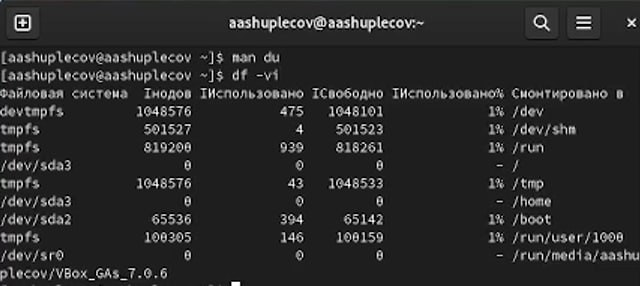 aashuplecov@aashuplecov:~
[aashuplecov@aashuplecov ~]$ man du
[aashuplecov@aashuplecov ~]$ df -vi
Файловая система Iнодов IИспользовано IСвободно IИспользовано% Cмонтировано в
devtmpfs 1048576 475 1048101 1% /dev
tmpfs 501527 4 501523 1% /dev/shm
tmpfs 819200 939 818261 1% /run
/dev/sda3 0 0 0 - /
tmpfs 1048576 43 1048533 1% /tmp
/dev/sda3 0 0 0 - /home
/dev/sda2 65536 394 65142 1% /boot
tmpfs 100305 146 100159 1% /run/user/1000
/dev/sr0 0 0 0 - /run/media/aashu
plecov/VBox_GAs_7.0.6